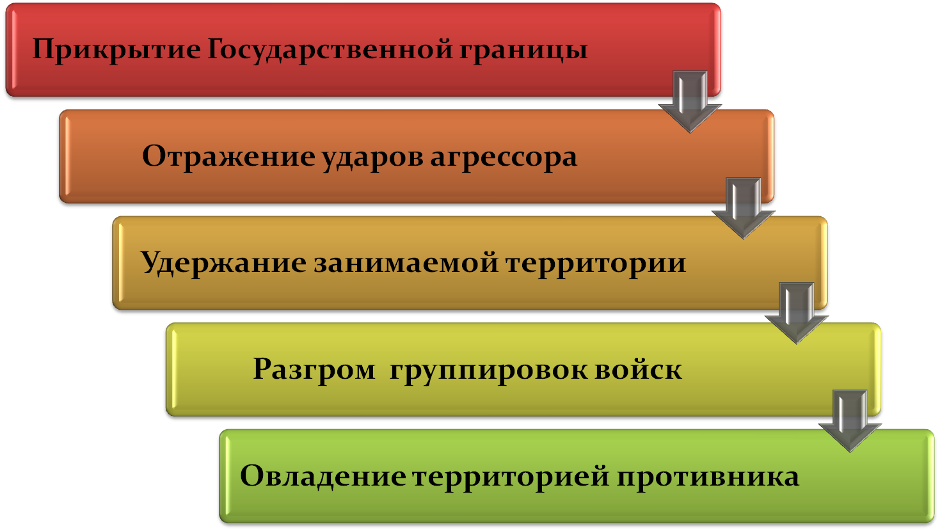 Прикрытие Государственной границы
Отражение ударов агрессора
Удержание занимаемой территории
Разгром группировок войск
Овладение территорией противника